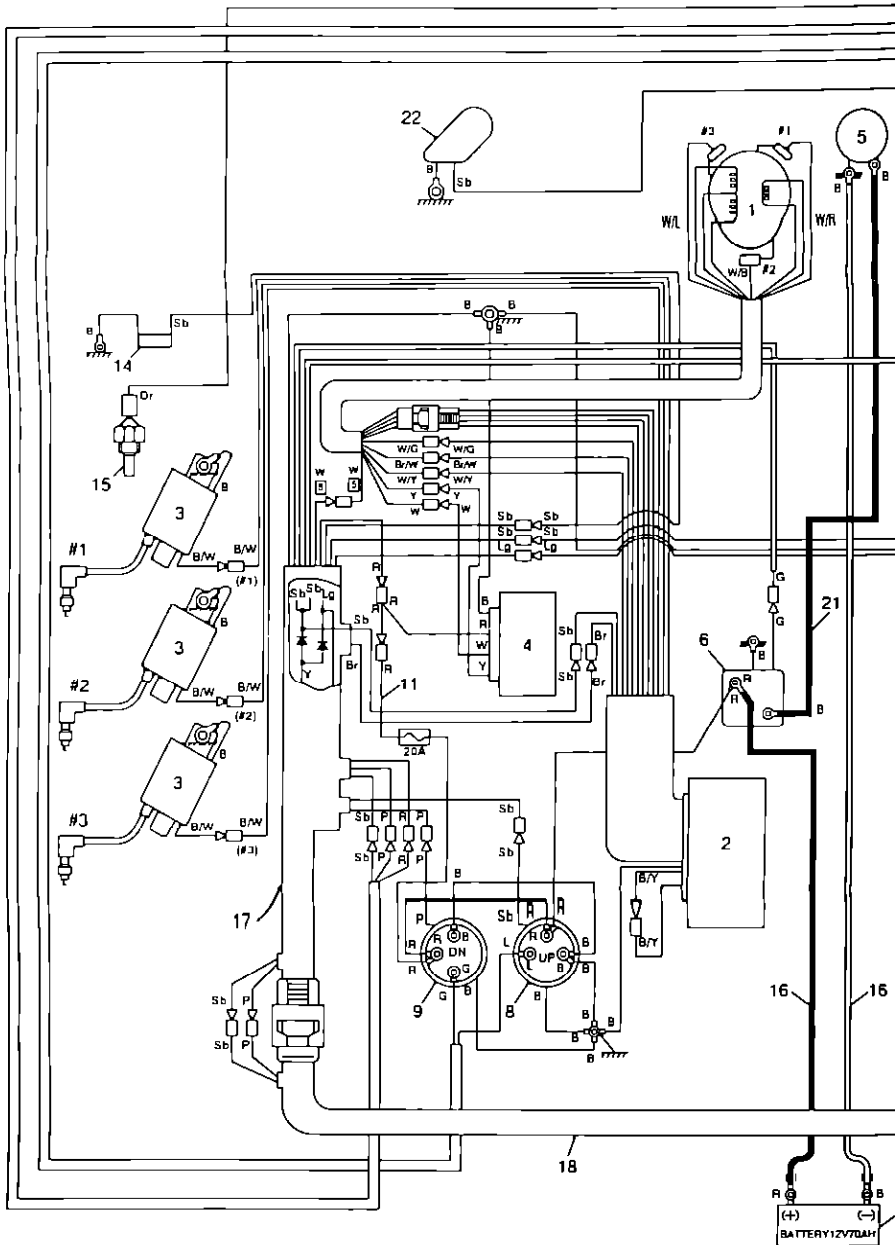 22
B
Sb
#3
#1
5
1
B
B
W/L
W/R
W/B
#2
B
Sb
14
B
B
B
Or
15
W/G
W/G
Br/W
Br/W
W/Y
W/Y
Y
Y
W
W
W
W
3
B
#1
B/W
B/W
(#1)
Sb
Sb
Sb
Sb
Lg
Lg
R
R
R
R
Sb
Sb
Lg
Sb
Y
Br
11
B
R
W
Y
4
Sb
Sb
Br
Br
G
G
21
6
B
R
R
B
3
B
#2
B/W
B/W
(#2)
20A
3
B
#3
B/W
B/W
(#3)
Sb
P
R
P
Sb
P
R
P
Sb
Sb
2
B/Y
B/Y
17
B
P
R
R
R
B
DN
G
G
B
9
Sb
R
R
R
R
L
L
UP
B
B
B
B
8
B
B
B
B
Sb
P
Sb
P
16
16
18
R
B
(+)
(–)
BATTERY12V70AH